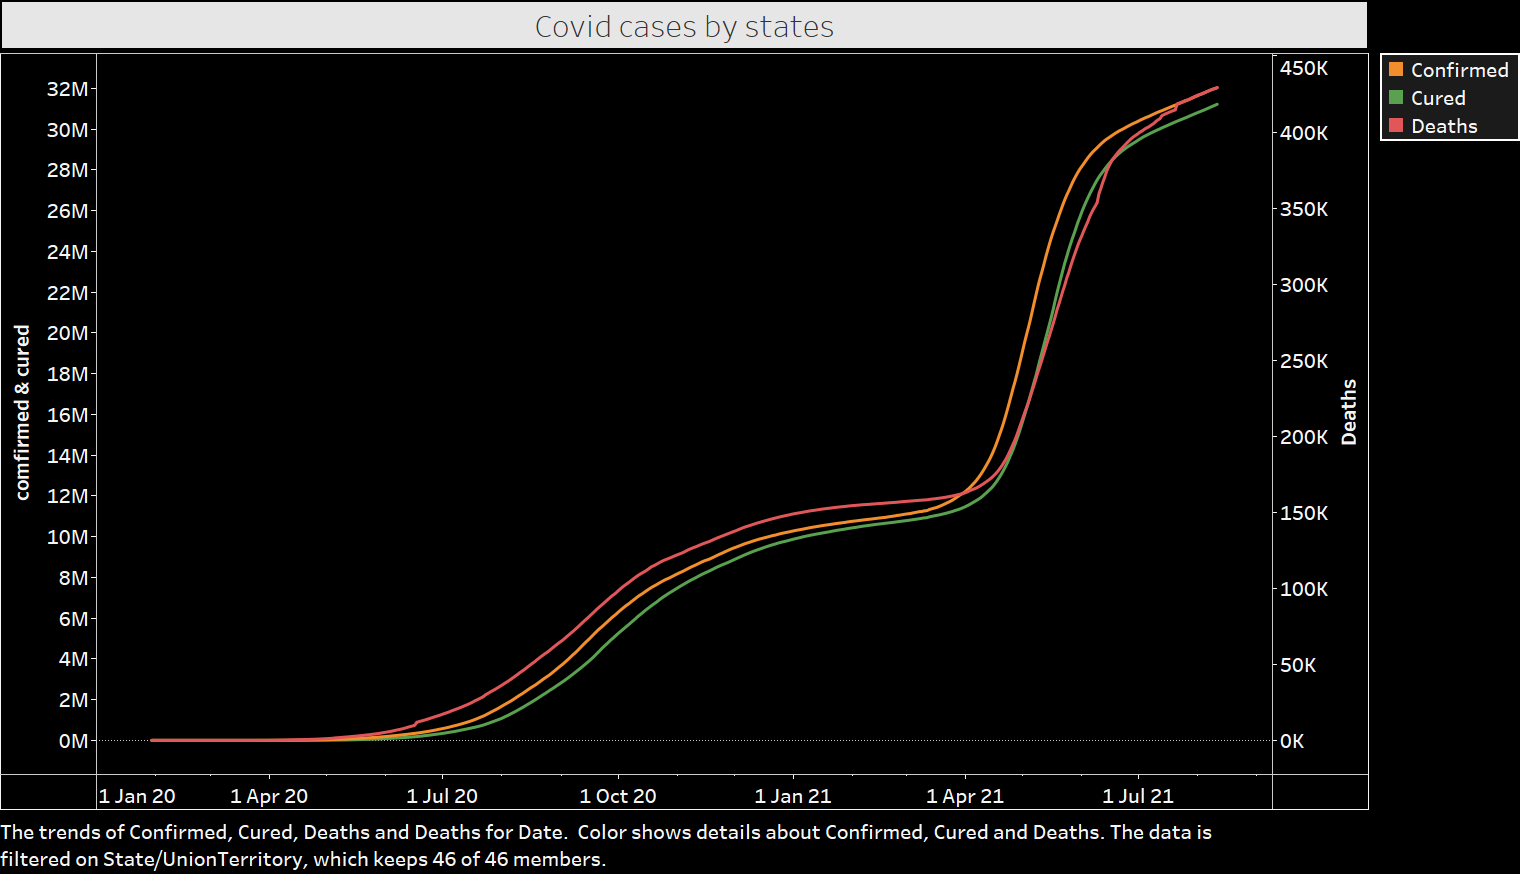 Covid cases by states
Confirmed
Cured
Deaths
comfirmed & cured
32M
30M
28M
26M
24M
22M
20M
18M
16M
14M
12M
10M
8M
6M
4M
2M
0M
450K
400K
350K
300K
250K
200K
150K
100K
50K
0K
Deaths
1 Jan 20 1 Apr 20 1 Jul 20 1 Oct 20 1 Jan 21 1 Apr 21 1 Jul 21
The trends of Confirmed, Cured, Deaths and Deaths for Date.  Color shows details about Confirmed, Cured and Deaths. The data is
filtered on State/UnionTerritory, which keeps 46 of 46 members.